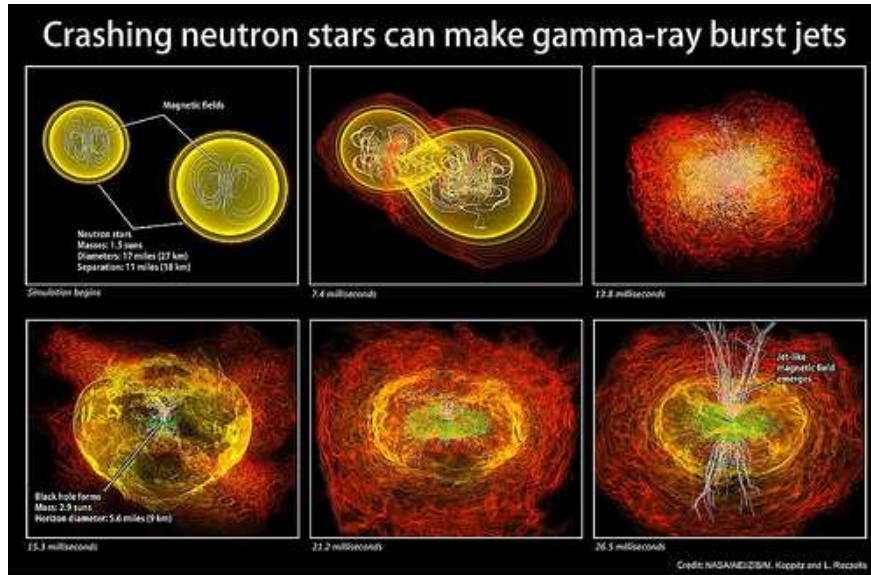 Crashing neutron stars can make gamma-ray burst jets
Magnetic fields
Neutron stars
Masses: 1.5 suns
Diameters: 17 miles (27 km)
Separation: 11 miles (18 km)
Simulation begins
7.4 milliseconds
13.8 milliseconds
Black hole forms
Mass: 2.9 suns
Horizon diameter: 5.6 miles (9 km)
15.3 milliseconds
21.2 milliseconds
Jet-like
magnetic field
emerges
26.5 milliseconds
Credit: NASA/AEI/ZIB/M. Koppitz and L. Rezzolla